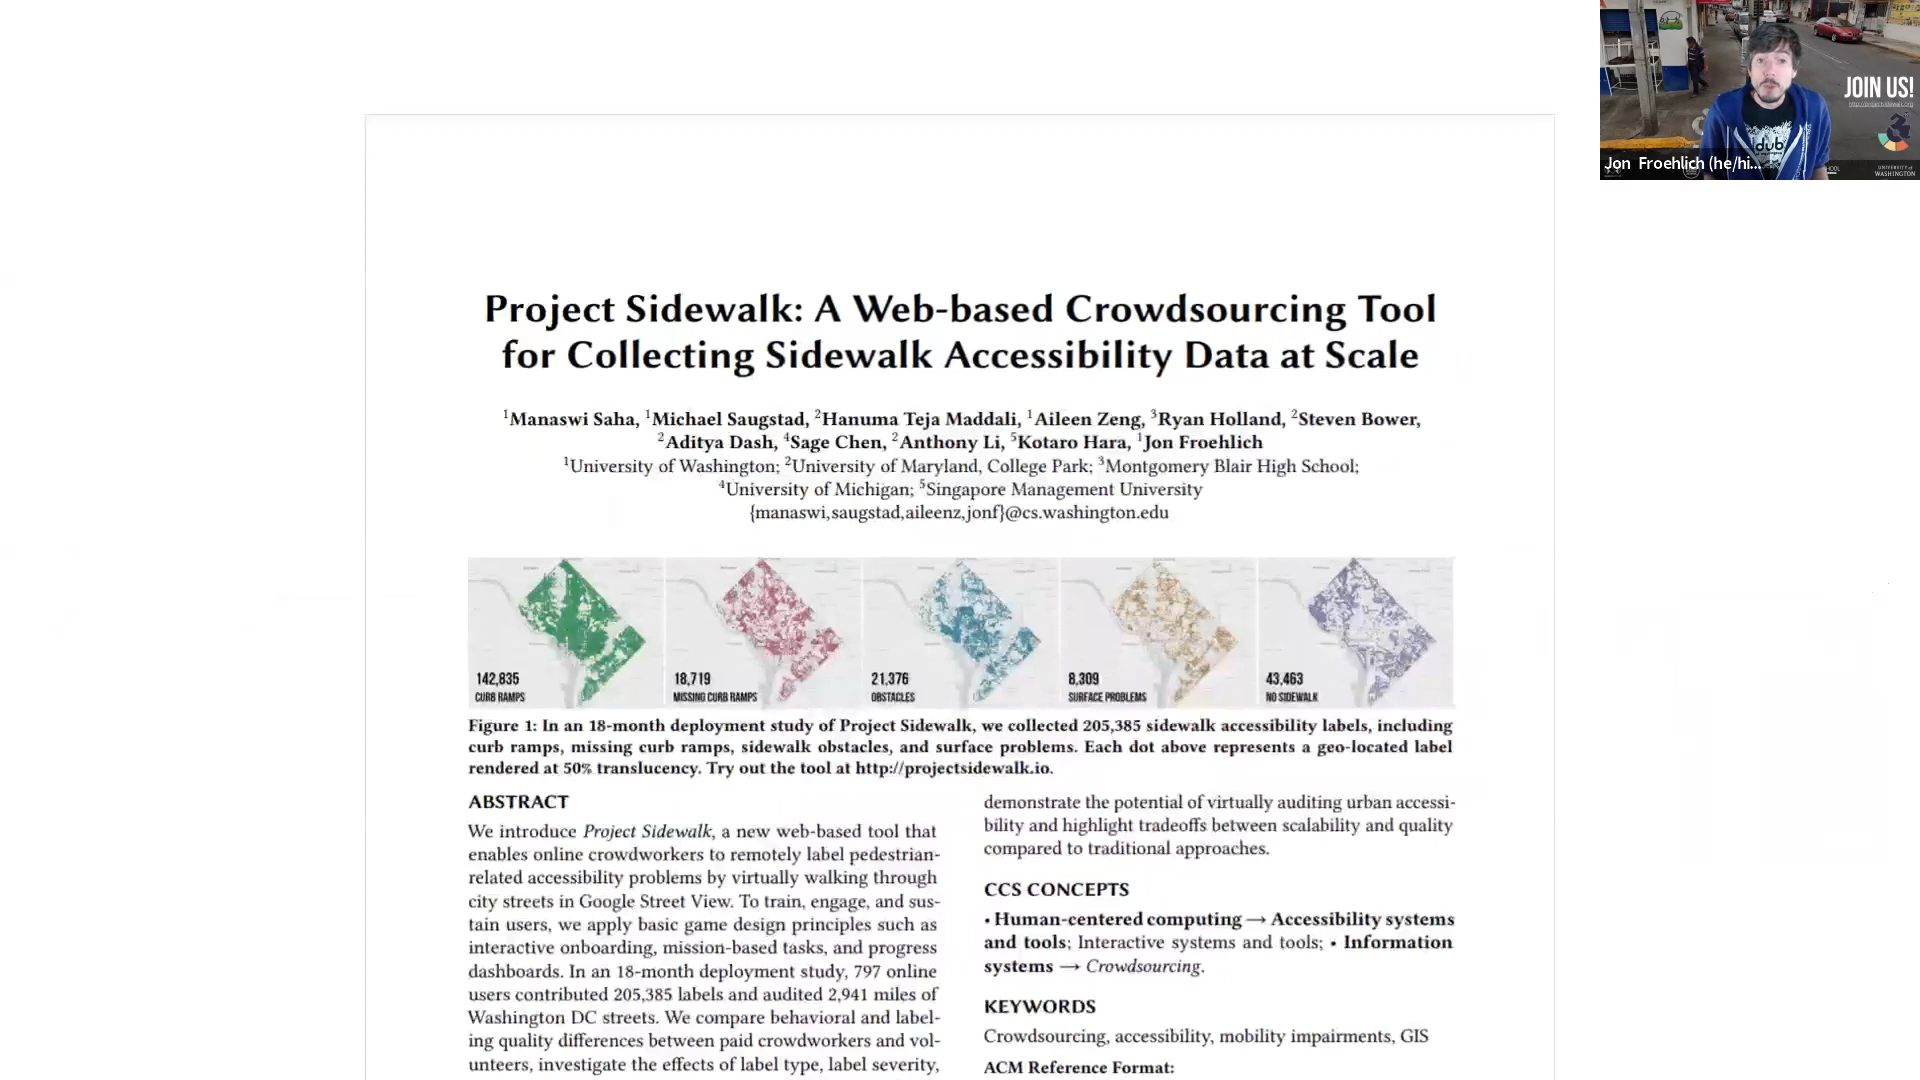 JOIN US!
http://projectsidewalk.org
dub
Jon Froehlich (he/hi...
UNIVERSITY of
WASHINGTON
Project Sidewalk: A Web-based Crowdsourcing Tool
for Collecting Sidewalk Accessibility Data at Scale
1Manaswi Saha, 1Michael Saugstad, 2Hanuma Teja Maddali, 1Aileen Zeng, 3Ryan Holland, 2Steven Bower,
2Aditya Dash, 4Sage Chen, 2Anthony Li, 5Kotaro Hara, 1Jon Froehlich
1University of Washington; 2University of Maryland, College Park; 3Montgomery Blair High School;
4University of Michigan; 5Singapore Management University
{manaswi,saugstad,aileenz,jonf}@cs.washington.edu
142,835
CURB RAMPS
18,719
MISSING CURB RAMPS
21,376
OBSTACLES
8,309
SURFACE PROBLEMS
43,463
NO SIDEWALK
Figure 1: In an 18-month deployment study of Project Sidewalk, we collected 205,385 sidewalk accessibility labels, including
curb ramps, missing curb ramps, sidewalk obstacles, and surface problems. Each dot above represents a geo-located label
rendered at 50% translucency. Try out the tool at http://projectsidewalk.io.
ABSTRACT
We introduce Project Sidewalk, a new web-based tool that
enables online crowdworkers to remotely label pedestrian-
related accessibility problems by virtually walking through
city streets in Google Street View. To train, engage, and sus-
tain users, we apply basic game design principles such as
interactive onboarding, mission-based tasks, and progress
dashboards. In an 18-month deployment study, 797 online
users contributed 205,385 labels and audited 2,941 miles of
Washington DC streets. We compare behavioral and label-
ing quality differences between paid crowdworkers and vol-
unteers, investigate the effects of label type, label severity,
demonstrate the potential of virtually auditing urban accessi-
bility and highlight tradeoffs between scalability and quality
compared to traditional approaches.
CCS CONCEPTS
• Human-centered computing → Accessibility systems
and tools; Interactive systems and tools; • Information
systems → Crowdsourcing.
KEYWORDS
Crowdsourcing, accessibility, mobility impairments, GIS
ACM Reference Format: